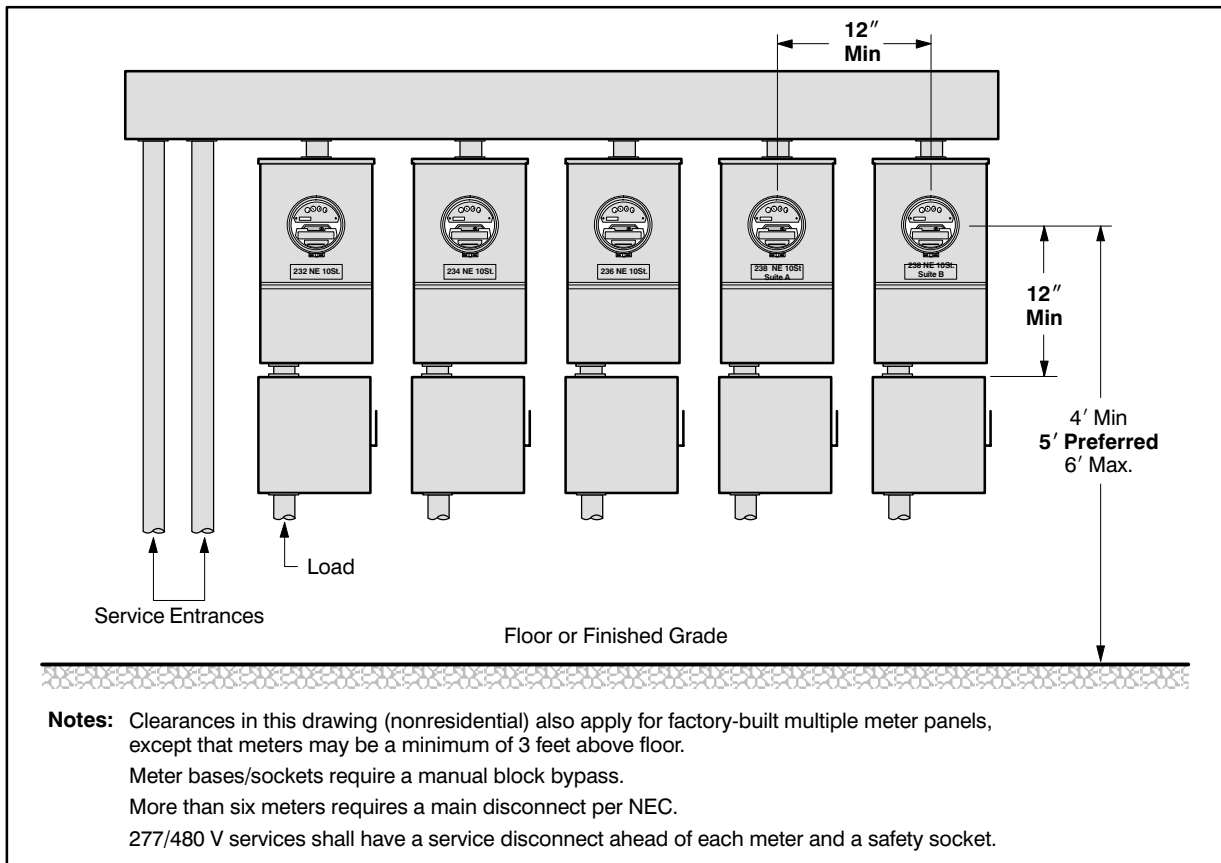 12″
Min
232 NE 10St.
234 NE 10St.
236 NE 10St.
238 NE 10St
Suite A
238 NE 10St
Suite B
12″
Min
4′ Min
5′ Preferred
6′ Max.
Load
Service Entrances
Floor or Finished Grade
Notes: Clearances in this drawing (nonresidential) also apply for factory-built multiple meter panels,
except that meters may be a minimum of 3 feet above floor.
Meter bases/sockets require a manual block bypass.
More than six meters requires a main disconnect per NEC.
277/480 V services shall have a service disconnect ahead of each meter and a safety socket.